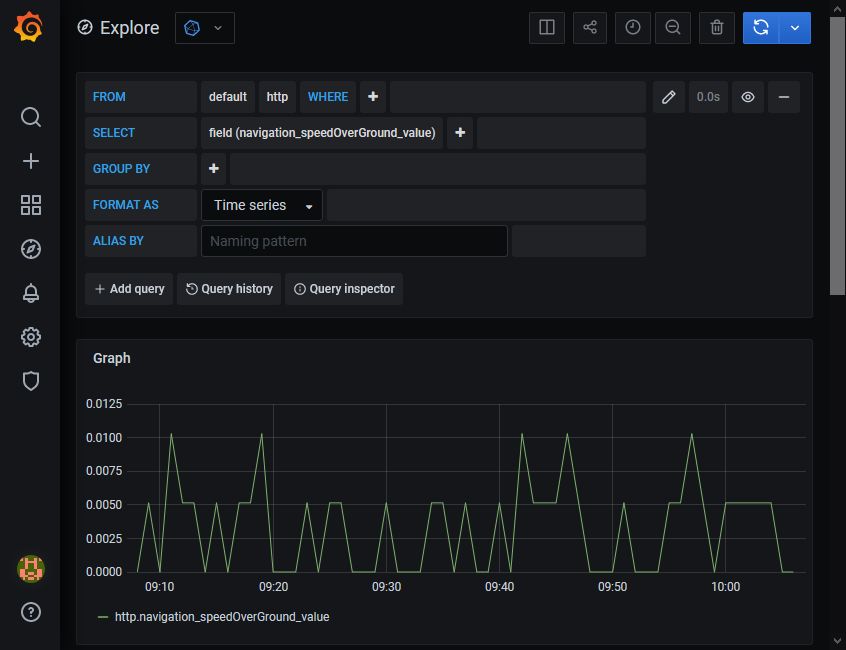 Explore
FROM default http WHERE + 0.0s
SELECT field (navigation_speedOverGround_value) +
GROUP BY +
FORMAT AS Time series
ALIAS BY Naming pattern
+ Add query Query history Query inspector
Graph
0.0125
0.0100
0.0075
0.0050
0.0025
0.0000
09:10 09:20 09:30 09:40 09:50 10:00
http.navigation_speedOverGround_value